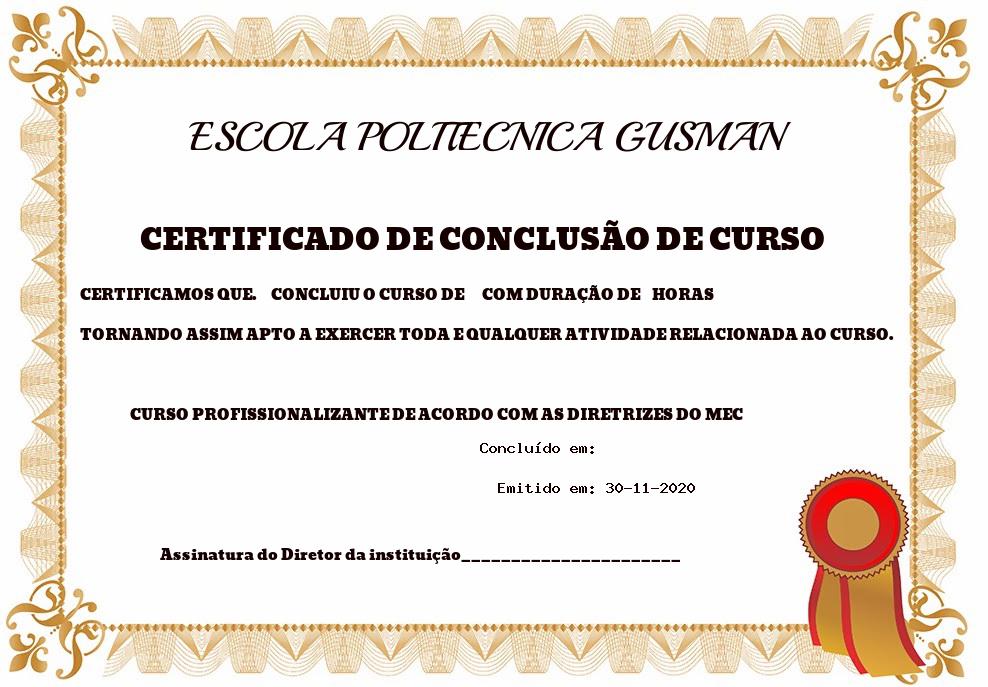 ESCOLA POLITECNICA GUSMAN
CERTIFICADO DE CONCLUSÃO DE CURSO
CERTIFICAMOS QUE. CONCLUIU O CURSO DE COM DURAÇÃO DE HORAS
TORNANDO ASSIM APTO A EXERCER TODA E QUALQUER ATIVIDADE RELACIONADA AO CURSO.
CURSO PROFISSIONALIZANTE DE ACORDO COM AS DIRETRIZES DO MEC
Concluído em:
Emitido em: 30-11-2020
Assinatura do Diretor da instituição______________________